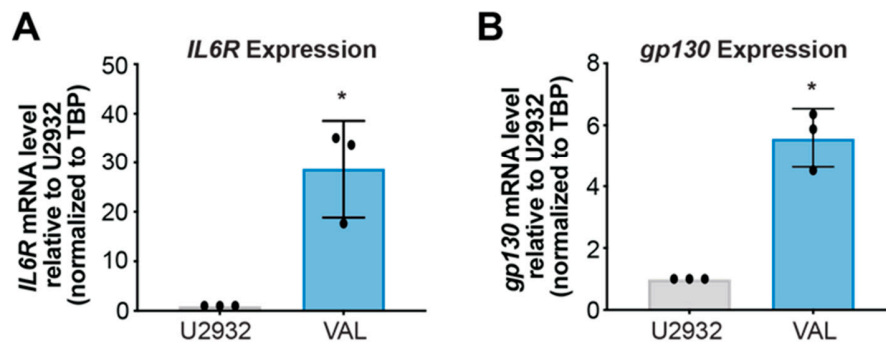 A
IL6R Expression
IL6R mRNA level
relative to U2932
(normalized to TBP)
50
40
30
20
10
0
*
U2932
VAL
B
gp130 Expression
gp130 mRNA level
relative to U2932
(normalized to TBP)
8
6
4
2
0
*
U2932
VAL